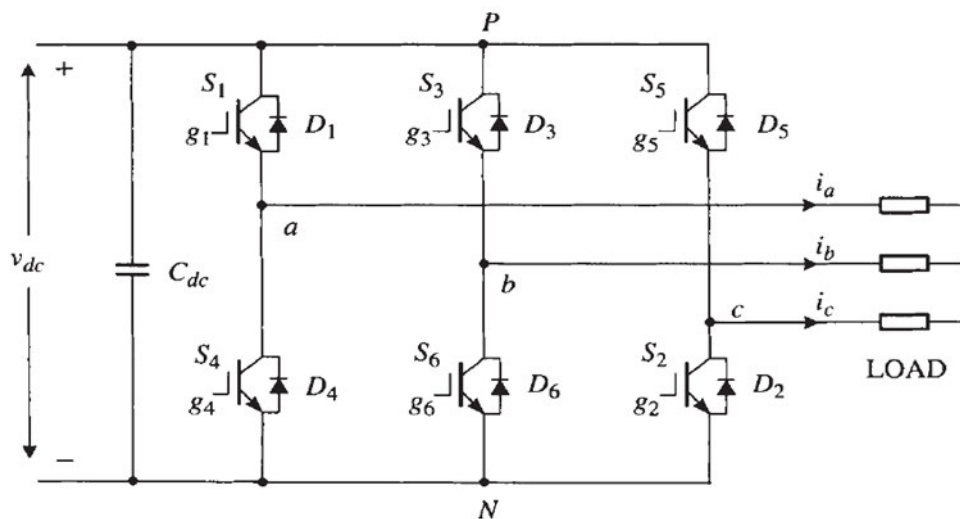 P
+
S1 S3 S5
g1 D1 g3 D3 g5 D5
ia
a
vdc Cdc ib
b
c ic
S4 S6 S2 LOAD
g4 D4 g6 D6 g2 D2
−
N